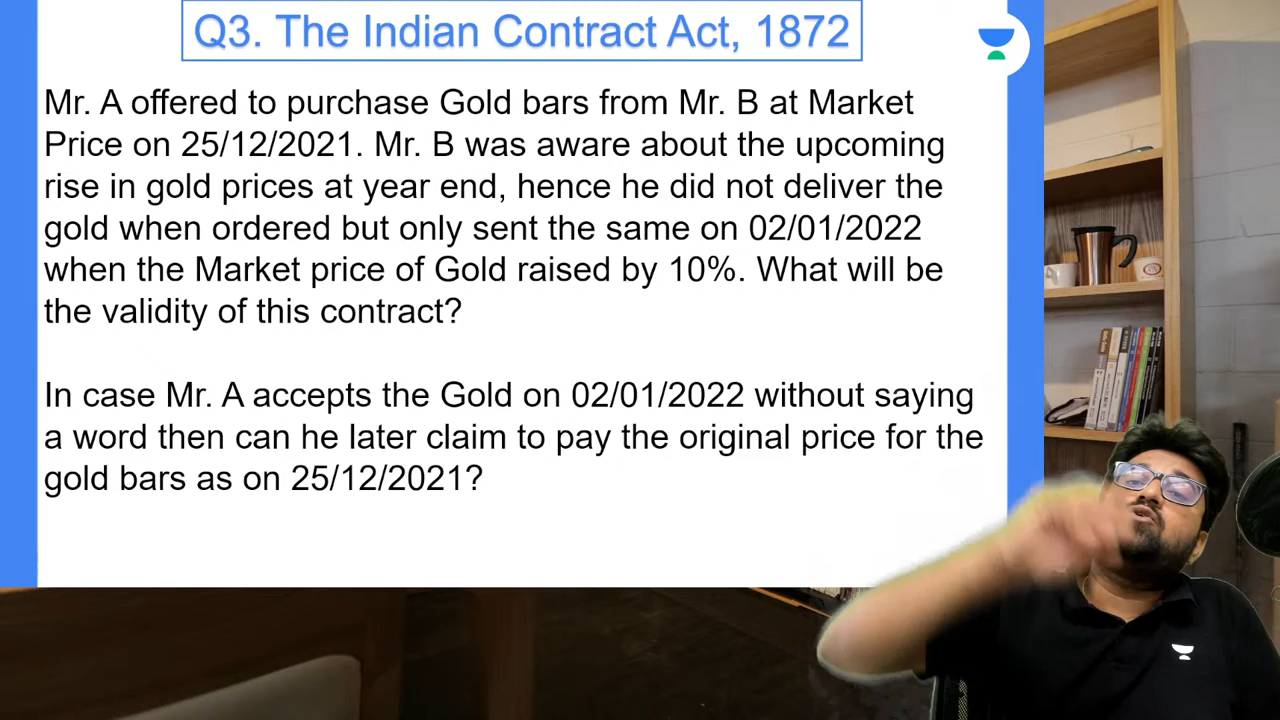 Q3. The Indian Contract Act, 1872
Mr. A offered to purchase Gold bars from Mr. B at Market
Price on 25/12/2021. Mr. B was aware about the upcoming
rise in gold prices at year end, hence he did not deliver the
gold when ordered but only sent the same on 02/01/2022
when the Market price of Gold raised by 10%. What will be
the validity of this contract?
In case Mr. A accepts the Gold on 02/01/2022 without saying
a word then can he later claim to pay the original price for the
gold bars as on 25/12/2021?